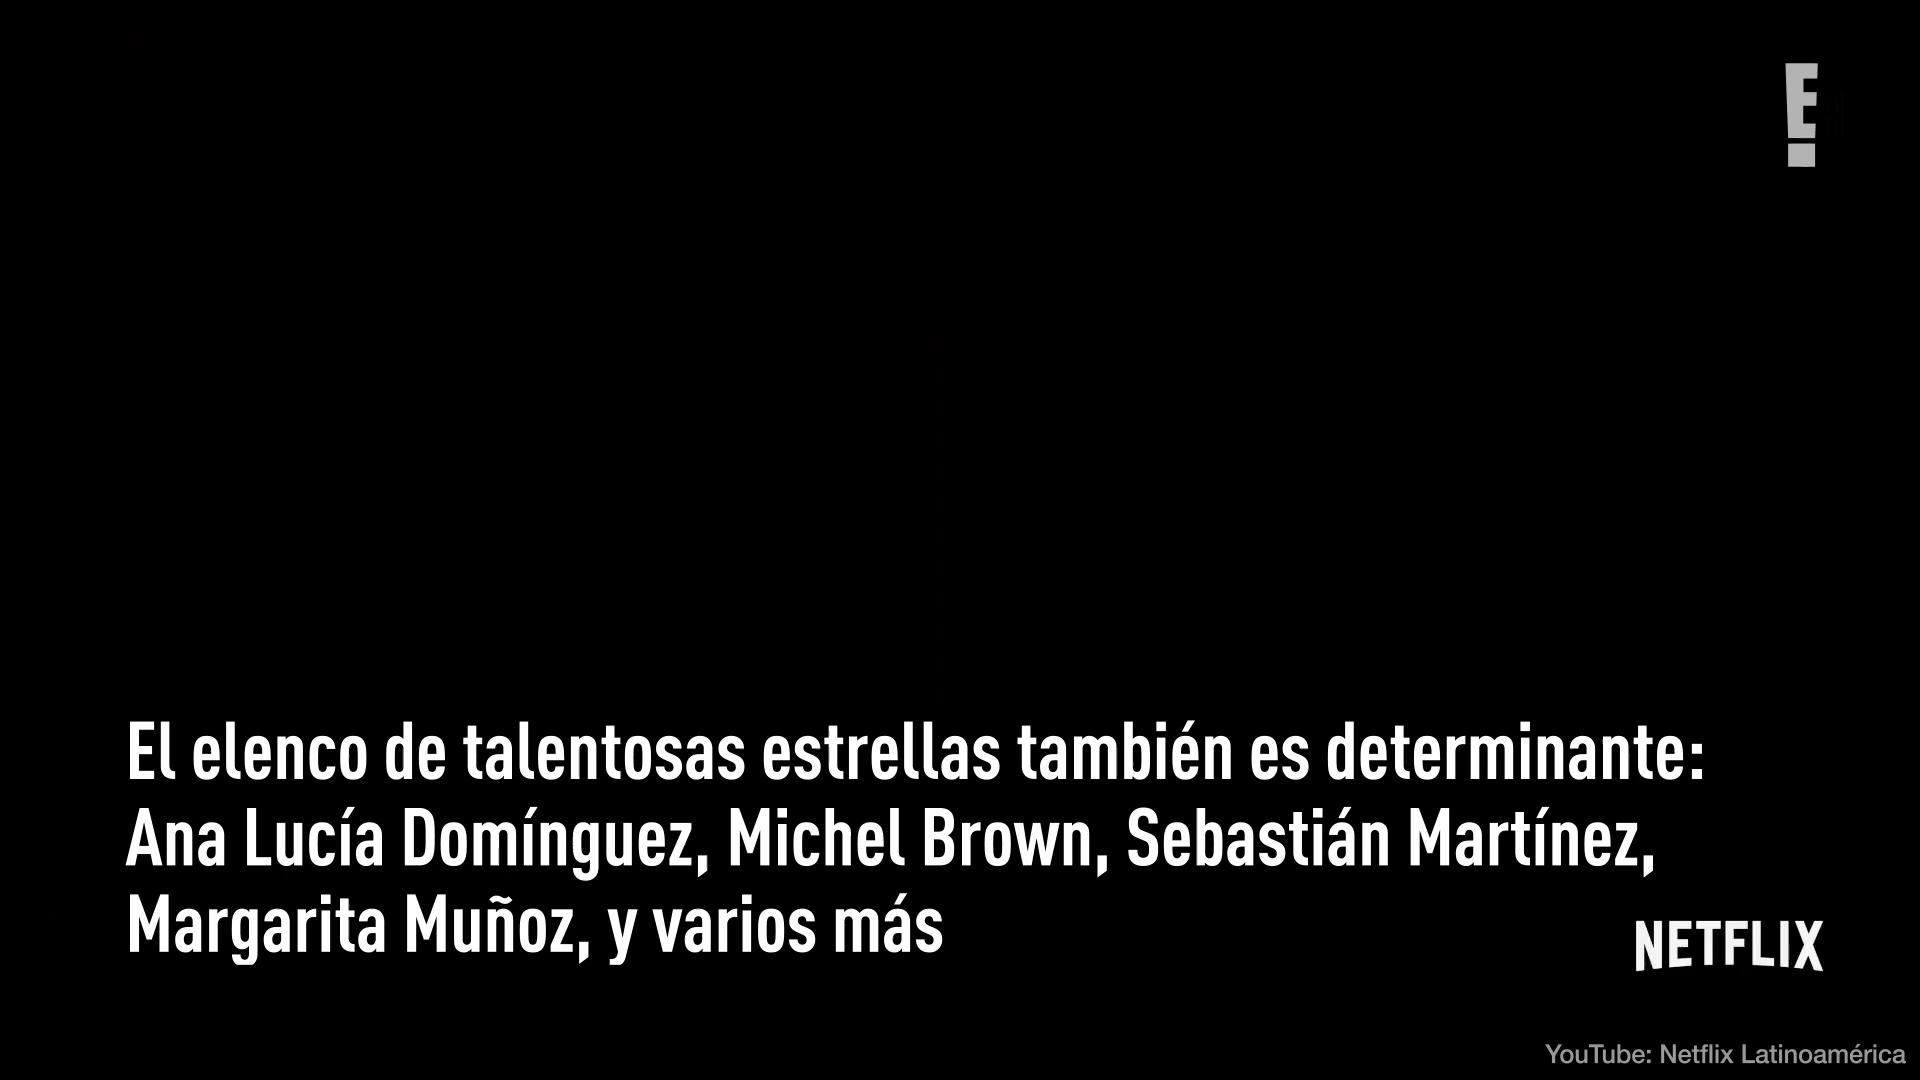 E!
El elenco de talentosas estrellas también es determinante:
Ana Lucía Domínguez, Michel Brown, Sebastián Martínez,
Margarita Muñoz, y varios más
NETFLIX
YouTube: Netflix Latinoamérica